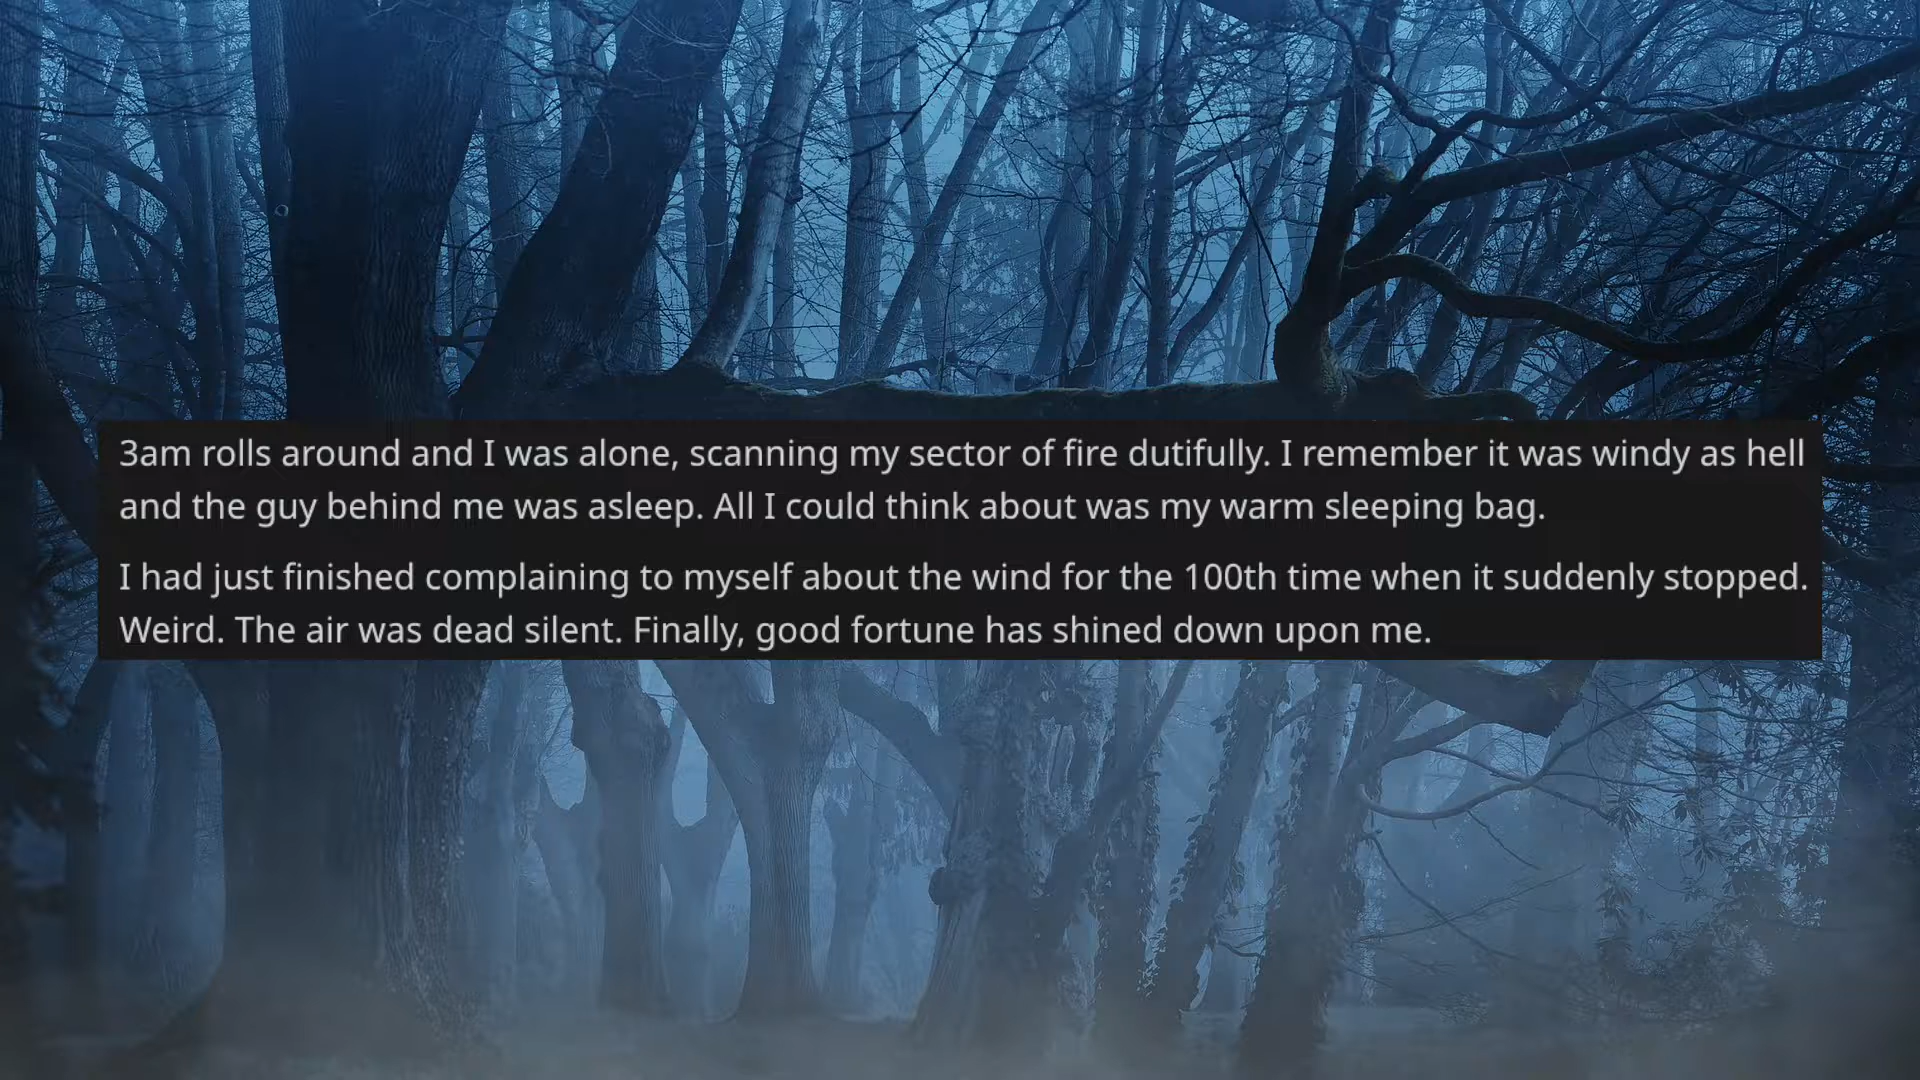 3am rolls around and I was alone, scanning my sector of fire dutifully. I remember it was windy as hell
and the guy behind me was asleep. All I could think about was my warm sleeping bag.
I had just finished complaining to myself about the wind for the 100th time when it suddenly stopped.
Weird. The air was dead silent. Finally, good fortune has shined down upon me.